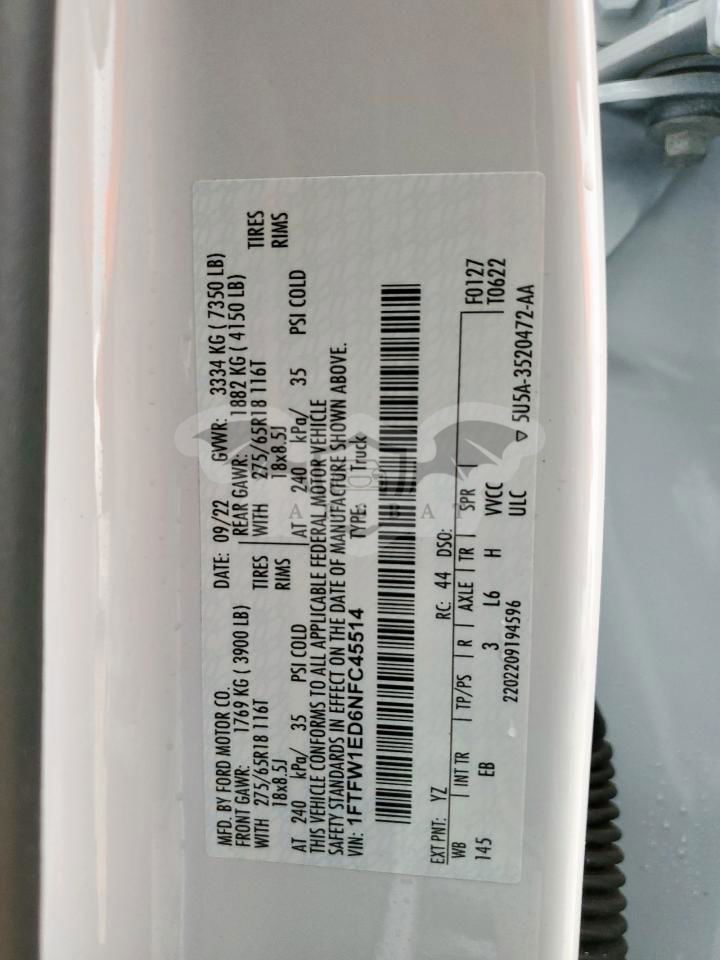 MFD. BY FORD MOTOR CO.
DATE: 09/22 GVWR: 3334 KG ( 7350 LB)
FRONT GAWR: 1769 KG ( 3900 LB) REAR GAWR: 1882 KG ( 4150 LB)
WITH 275/65R18 116T TIRES WITH 275/65R18 116T TIRES
18x8.5J RIMS 18x8.5J RIMS
AT 240 kPa/ 35 PSI COLD AT 240 kPa/ 35 PSI COLD
THIS VEHICLE CONFORMS TO ALL APPLICABLE FEDERAL MOTOR VEHICLE
SAFETY STANDARDS IN EFFECT ON THE DATE OF MANUFACTURE SHOWN ABOVE.
VIN: 1FTFW1ED6NFC45514 TYPE: Truck
EXT PNT: YZ RC: 44 DSO: F0127
WB INT TR TP/PS R AXLE TR SPR T0622
145 EB 3 L6 H VVCC
ULC
2202209194596 ▽ 5U5A-3520472-AA